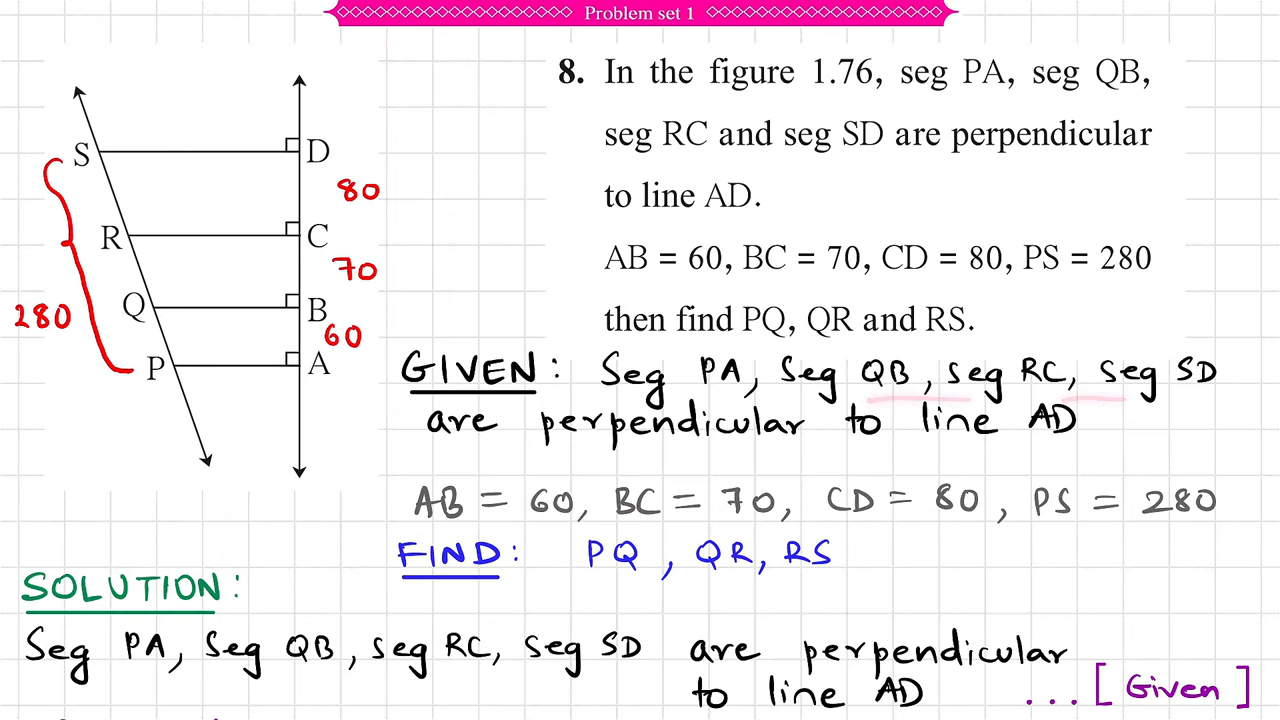 Problem set 1
8. In the figure 1.76, seg PA, seg QB,
seg RC and seg SD are perpendicular
to line AD.
AB = 60, BC = 70, CD = 80, PS = 280
then find PQ, QR and RS.
S D
80
R C
70
280 Q B
60
P A
GIVEN: Seg PA, Seg QB, seg RC, seg SD
are perpendicular to line AD
AB = 60, BC = 70, CD = 80, PS = 280
FIND: PQ, QR, RS
SOLUTION:
Seg PA, Seg QB, seg RC, seg SD are perpendicular
to line AD ...[Given]